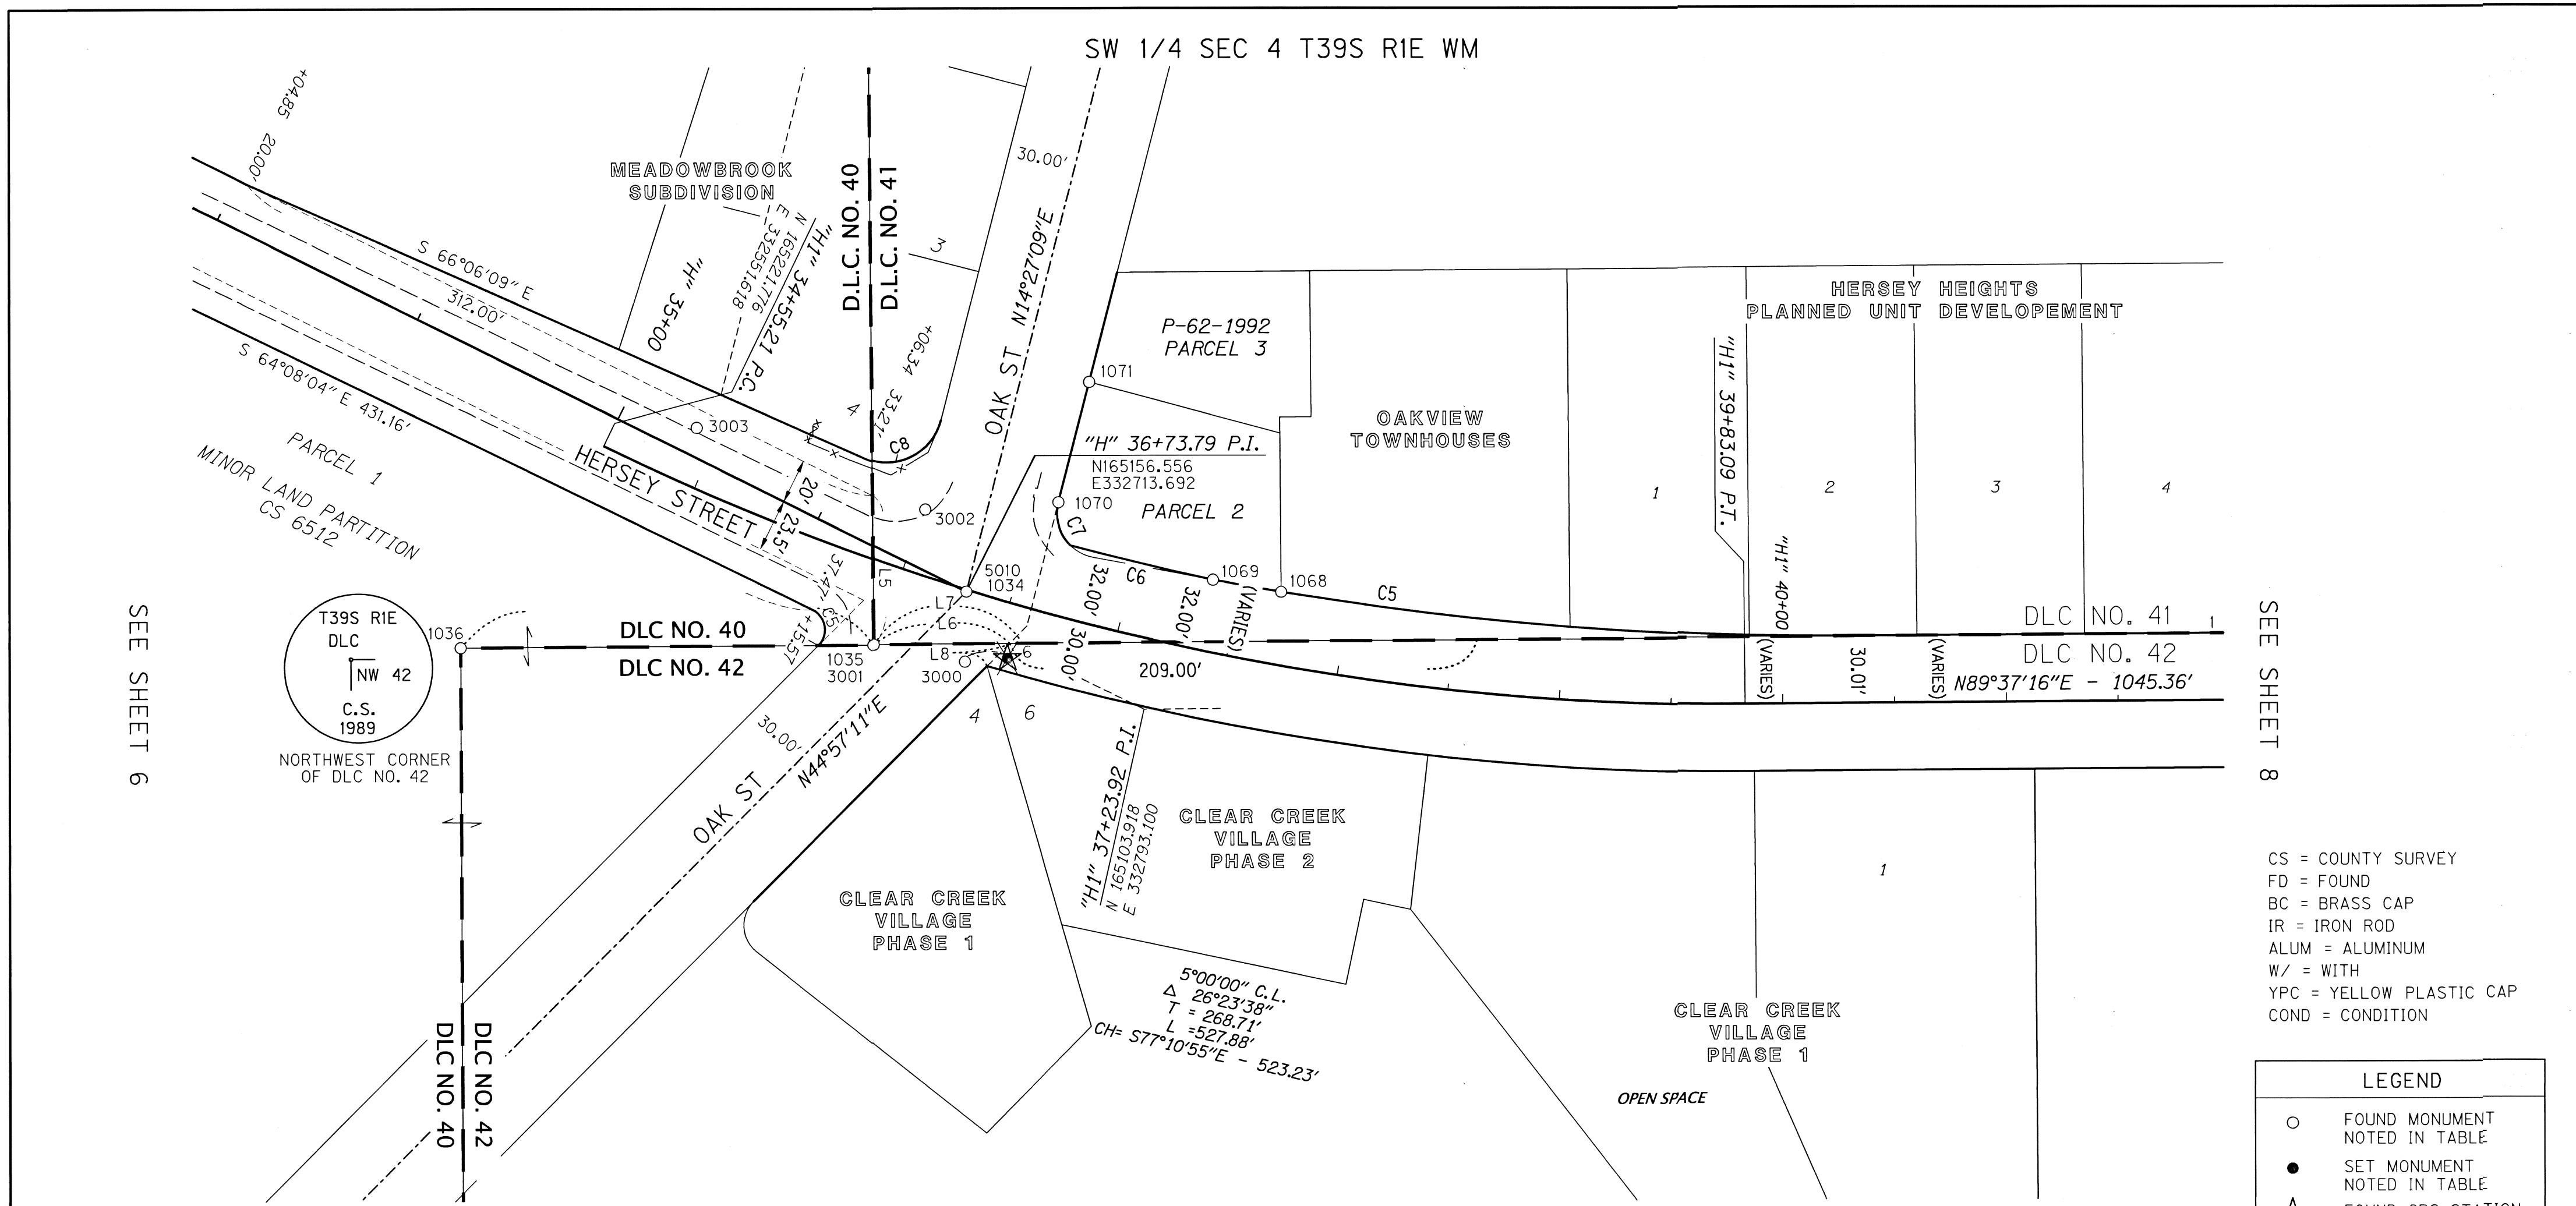 SW 1/4 SEC 4 T39S R1E WM
+04.85 20.00'
MEADOWBROOK
SUBDIVISION
S 66°06'09" E
312.00'
"H" 35+00
"H1" 34+55.21 P.C.
N 165221.776
E 332551.618
D.L.C. NO. 40
D.L.C. NO. 41
3
4
+06.34 33.21'
C8
30.00'
OAK ST N14°27'09"E
S 64°08'04" E 431.16'
PARCEL 1
MINOR LAND PARTITION
CS 6512
3003
HERSEY STREET
20'
23.5'
3002
37.47'
L5
C5
+15.57
5010
1034
L7
L6
L8
"H" 36+73.79 P.I.
N165156.556
E332713.692
P-62-1992
PARCEL 3
1071
1070
PARCEL 2
C7
C6
1069
1068
C5
32.00'
32.00'
(VARIES)
30.00'
209.00'
OAKVIEW
TOWNHOUSES
HERSEY HEIGHTS
PLANNED UNIT DEVELOPEMENT
1
2
3
4
"H1" 39+83.09 P.T.
"H1" 40+00
DLC NO. 41
DLC NO. 42
1
(VARIES)
30.01'
(VARIES)
N89°37'16"E - 1045.36'
SEE SHEET 6
SEE SHEET 8
T39S R1E
DLC
NW 42
C.S.
1989
1036
NORTHWEST CORNER
OF DLC NO. 42
DLC NO. 40
DLC NO. 42
1035
3001
3000
6
4
6
30.00'
N44°57'11"E
OAK ST
"H1" 37+23.92 P.I.
N 165103.918
E 332793.100
CLEAR CREEK
VILLAGE
PHASE 2
CLEAR CREEK
VILLAGE
PHASE 1
5°00'00" C.L.
Δ 26°23'38"
T = 268.71'
L =527.88'
CH= S77°10'55"E - 523.23'
1
CLEAR CREEK
VILLAGE
PHASE 1
OPEN SPACE
DLC NO. 40
DLC NO. 42
CS = COUNTY SURVEY
FD = FOUND
BC = BRASS CAP
IR = IRON ROD
ALUM = ALUMINUM
W/ = WITH
YPC = YELLOW PLASTIC CAP
COND = CONDITION
LEGEND
FOUND MONUMENT
NOTED IN TABLE
SET MONUMENT
NOTED IN TABLE
FOUND GPS STATION